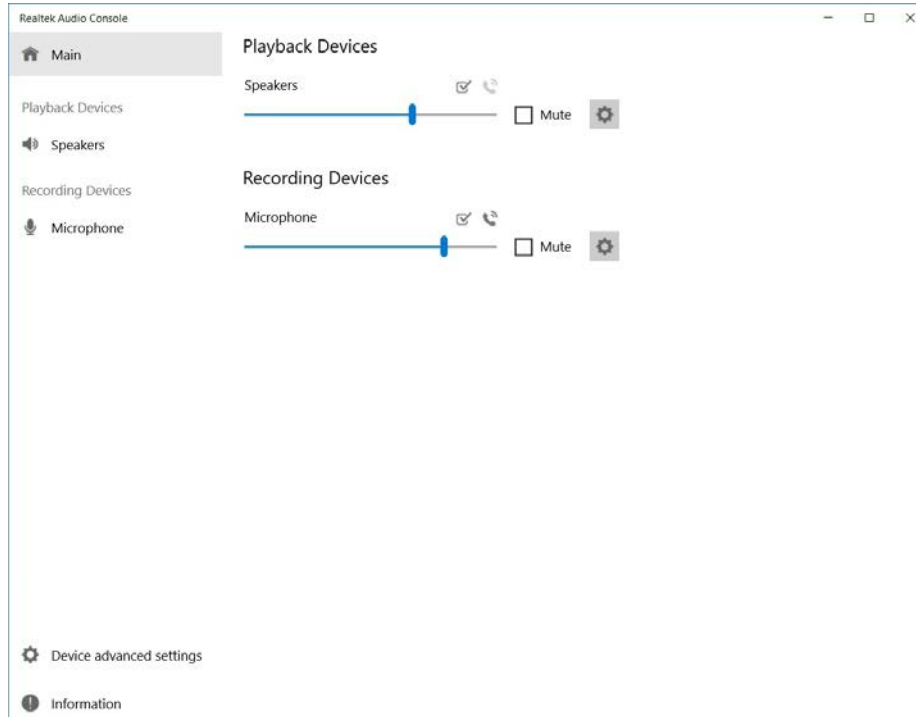 Realtek Audio Console
Main
Playback Devices
Speakers
Recording Devices
Microphone
Device advanced settings
Information
Playback Devices
Speakers
Mute
Recording Devices
Microphone
Mute